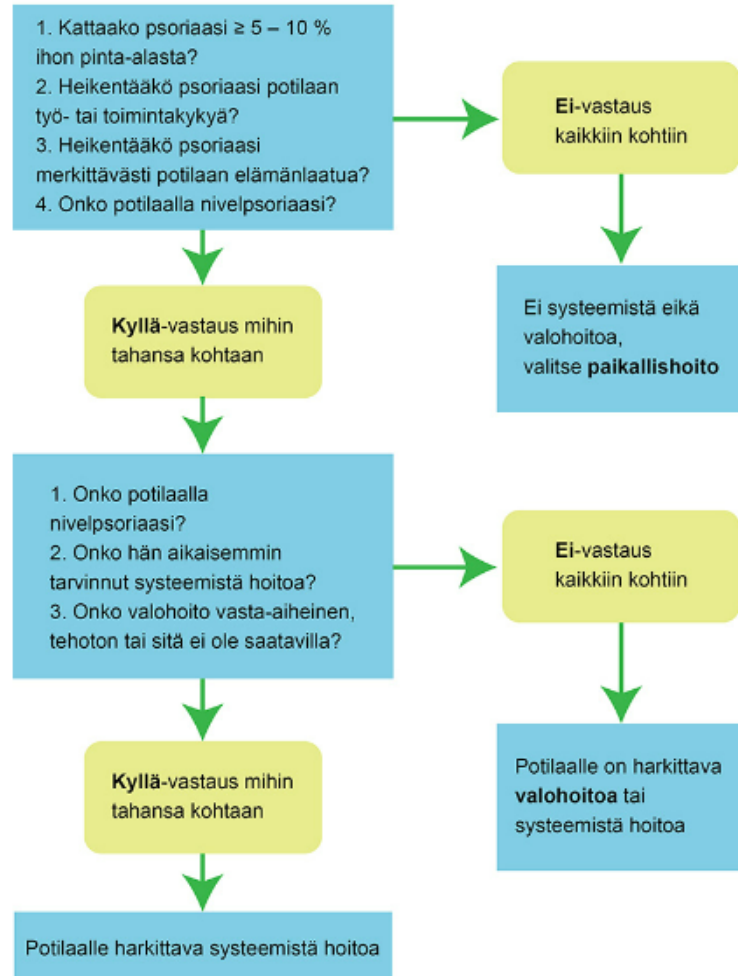 1. Kattaako psoriaasi ≥ 5 – 10 %
ihon pinta-alasta?
2. Heikentääkö psoriaasi potilaan
työ- tai toimintakykyä?
3. Heikentääkö psoriaasi
merkittävästi potilaan elämänlaatua?
4. Onko potilaalla nivelpsoriaasi?
Ei-vastaus
kaikkiin kohtiin
Kyllä-vastaus mihin
tahansa kohtaan
Ei systeemistä eikä
valohoitoa,
valitse paikallishoito
1. Onko potilaalla
nivelpsoriaasi?
2. Onko hän aikaisemmin
tarvinnut systeemistä hoitoa?
3. Onko valohoito vasta-aiheinen,
tehoton tai sitä ei ole saatavilla?
Ei-vastaus
kaikkiin kohtiin
Kyllä-vastaus mihin
tahansa kohtaan
Potilaalle on harkittava
valohoitoa tai
systeemistä hoitoa
Potilaalle harkittava systeemistä hoitoa